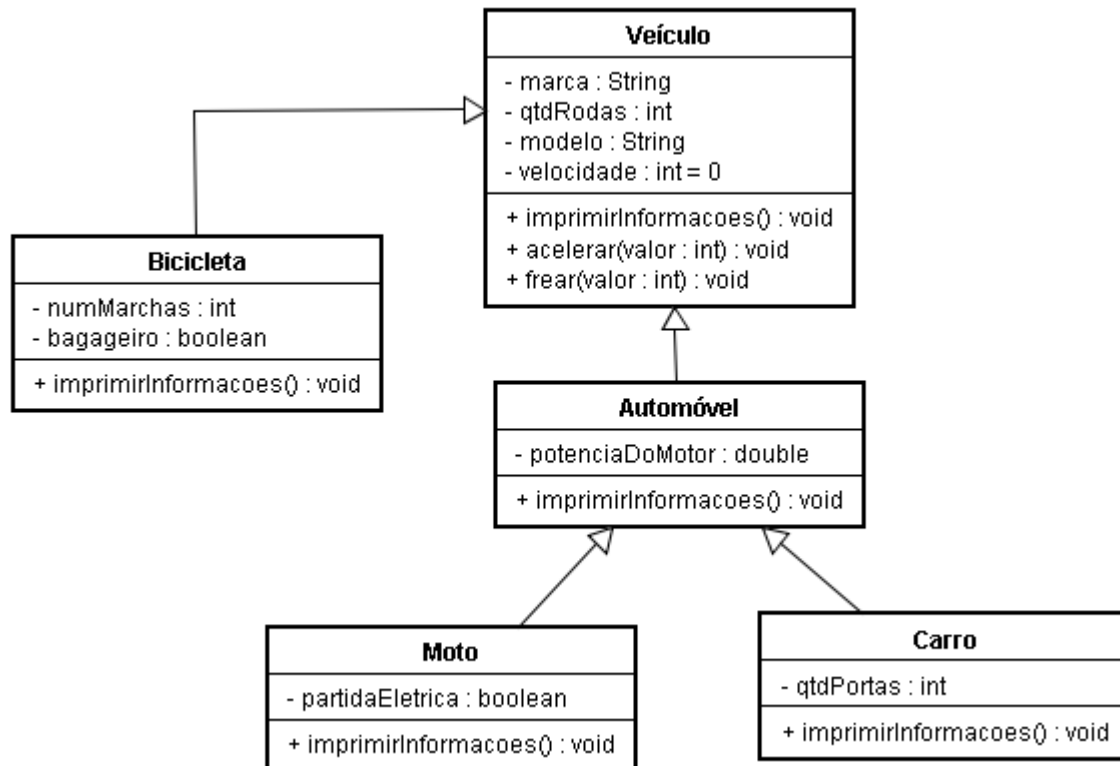 Veículo
- marca : String
- qtdRodas : int
- modelo : String
- velocidade : int = 0
+ imprimirInformacoes() : void
+ acelerar(valor : int) : void
+ frear(valor : int) : void
Bicicleta
- numMarchas : int
- bagageiro : boolean
+ imprimirInformacoes() : void
Automóvel
- potenciaDoMotor : double
+ imprimirInformacoes() : void
Moto
- partidaEletrica : boolean
+ imprimirInformacoes() : void
Carro
- qtdPortas : int
+ imprimirInformacoes() : void